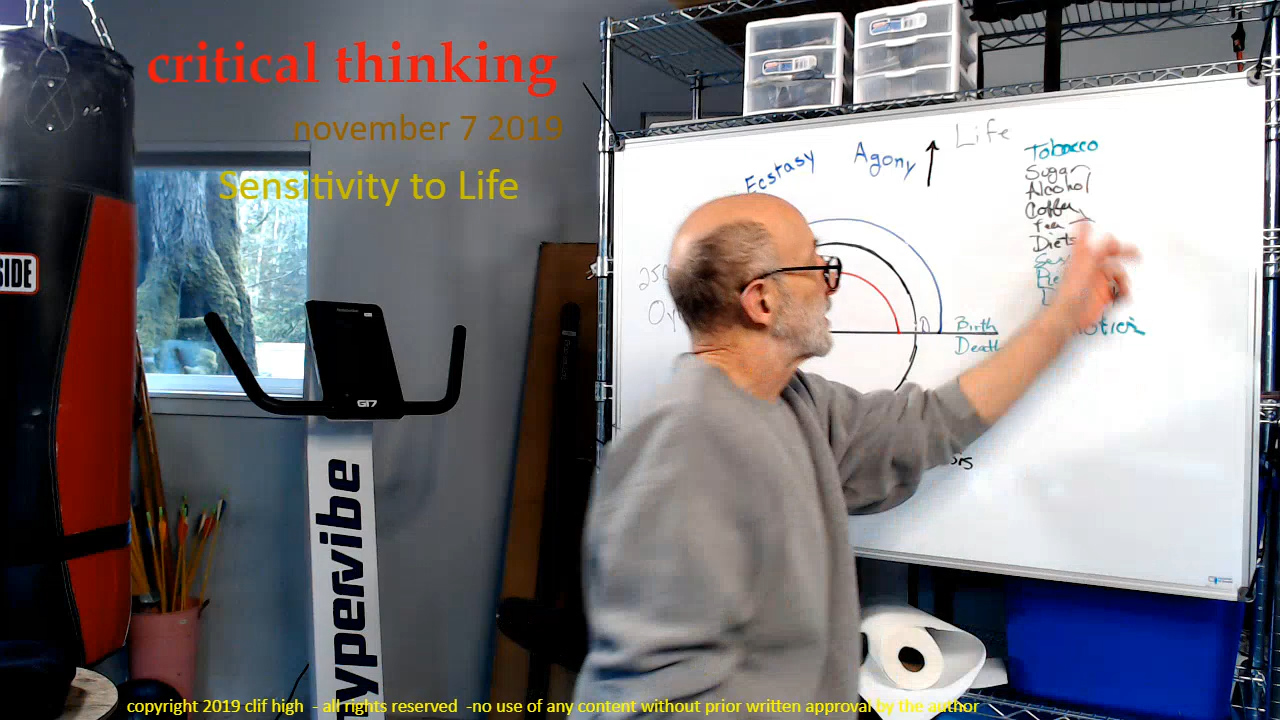 critical thinking
november 7 2019
Sensitivity to Life
SIDE
G17
hypervibe
Ecstasy
Agony
Life
Tobacco
Sugar
Alcohol
Coffee
Tea
Diets
Birth
Death
copyright 2019 clif high - all rights reserved -no use of any content without prior written approval by the author